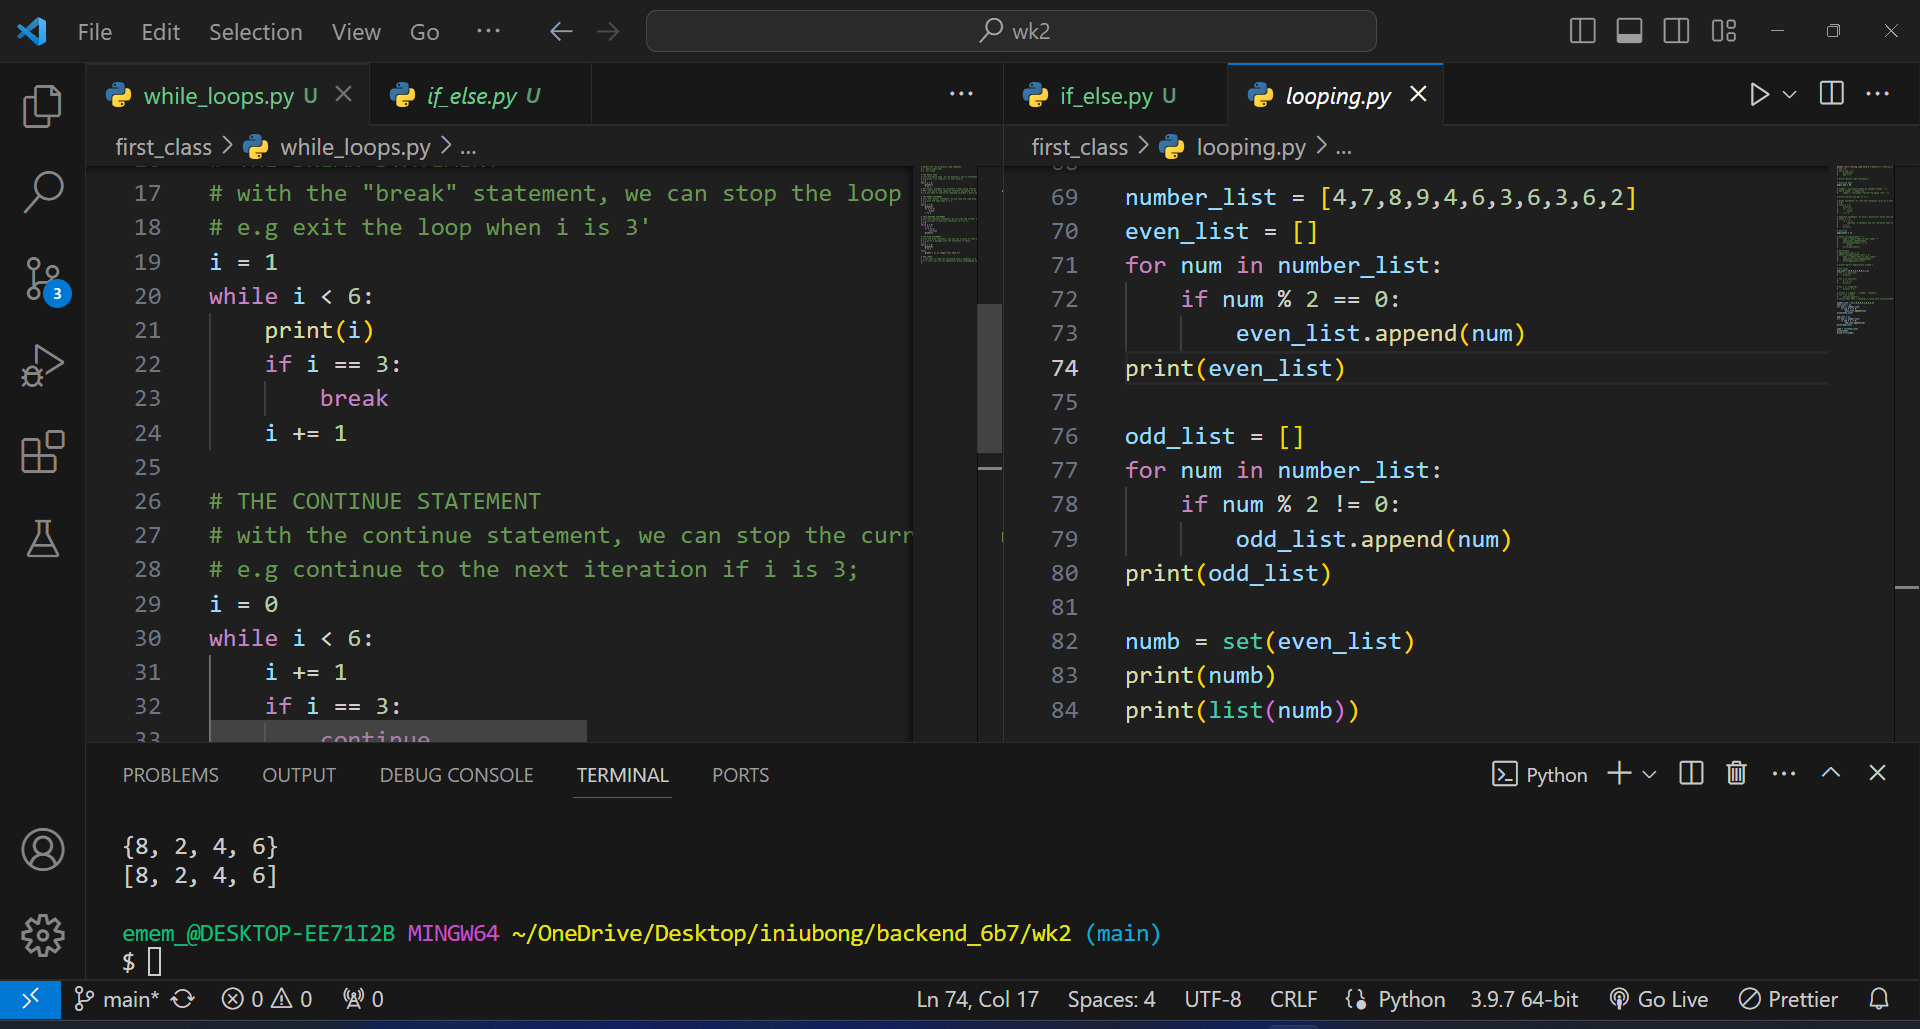 File Edit Selection View Go ··· wk2
while_loops.py U if_else.py U ···
first_class > while_loops.py > ...
17 # with the "break" statement, we can stop the loop
18 # e.g exit the loop when i is 3'
19 i = 1
20 while i < 6:
21 print(i)
22 if i == 3:
23 break
24 i += 1
25
26 # THE CONTINUE STATEMENT
27 # with the continue statement, we can stop the curr
28 # e.g continue to the next iteration if i is 3;
29 i = 0
30 while i < 6:
31 i += 1
32 if i == 3:
33 continue
if_else.py U looping.py ···
first_class > looping.py > ...
69 number_list = [4,7,8,9,4,6,3,6,3,6,2]
70 even_list = []
71 for num in number_list:
72 if num % 2 == 0:
73 even_list.append(num)
74 print(even_list)
75
76 odd_list = []
77 for num in number_list:
78 if num % 2 != 0:
79 odd_list.append(num)
80 print(odd_list)
81
82 numb = set(even_list)
83 print(numb)
84 print(list(numb))
3
PROBLEMS OUTPUT DEBUG CONSOLE TERMINAL PORTS Python
{8, 2, 4, 6}
[8, 2, 4, 6]
emem_@DESKTOP-EE71I2B MINGW64 ~/OneDrive/Desktop/iniubong/backend_6b7/wk2 (main)
$
main* 0 0 0 Ln 74, Col 17 Spaces: 4 UTF-8 CRLF Python 3.9.7 64-bit Go Live Prettier